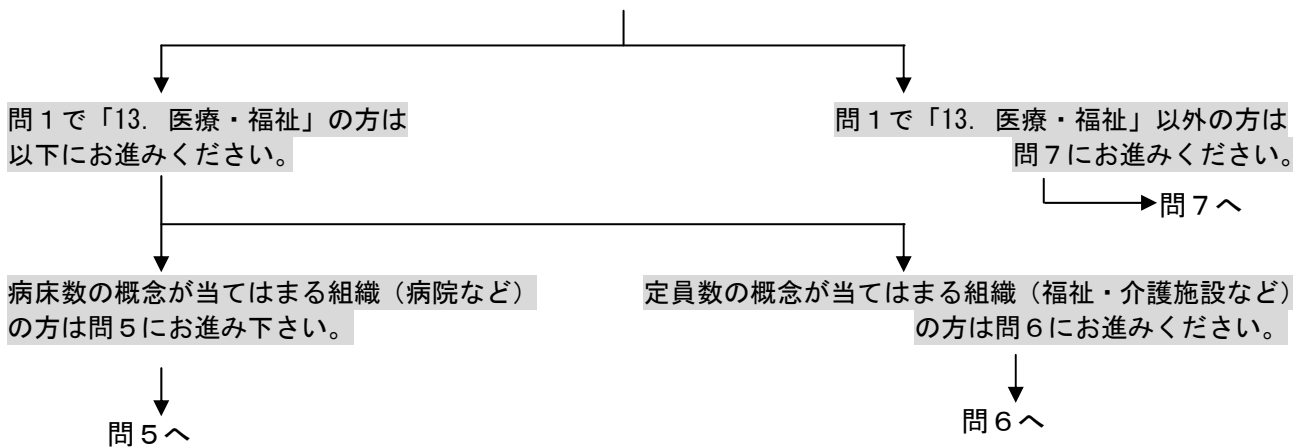 問１で「13. 医療・福祉」の方は
以下にお進みください。
問１で「13. 医療・福祉」以外の方は
問７にお進みください。
問７へ
病床数の概念が当てはまる組織（病院など）
の方は問５にお進み下さい。
定員数の概念が当てはまる組織（福祉・介護施設など）
の方は問６にお進みください。
問５へ
問６へ